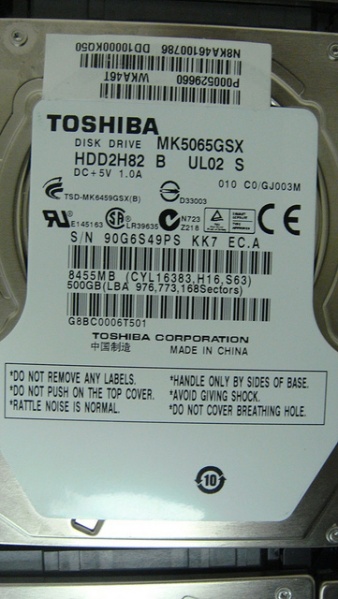 N8KA46100786
DD10000KQ50
P000529660
WKA46T
TOSHIBA
DISK DRIVE MK5065GSX
HDD2H82 B UL02 S
DC+5V 1.0A
010 C0/GJ003M
TSD-MK6459GSX(B)
D33003
E145163
LR39635
N723
Z218
CE
S/N 90G6S49PS KK7 EC.A
8455MB (CYL16383,H16,S63)
500GB(LBA 976,773,168Sectors)
G8BC0006T501
TOSHIBA CORPORATION
中国制造 MADE IN CHINA
*DO NOT REMOVE ANY LABELS.
*DO NOT PUSH ON THE TOP COVER.
*RATTLE NOISE IS NORMAL.
*HANDLE ONLY BY SIDES OF BASE.
*AVOID GIVING SHOCK.
*DO NOT COVER BREATHING HOLE.
10